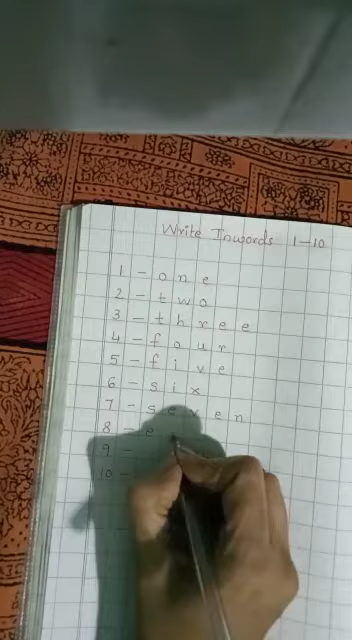 Write Inwords 1-10
1 - one
2 - two
3 - three
4 - four
5 - five
6 - six
7 - seven
8 - e
9 -
10 -